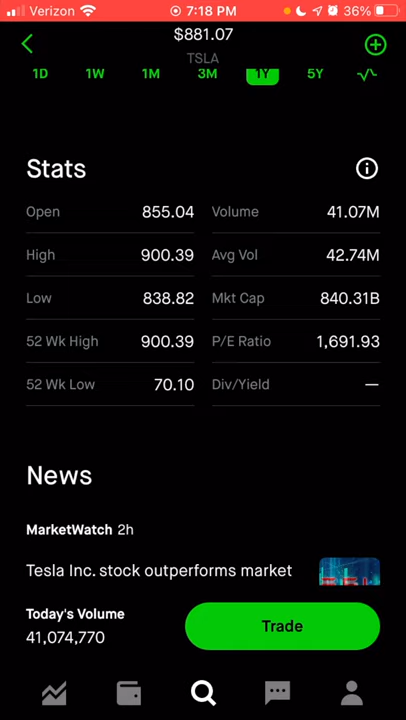 Verizon 7:18 PM 36%
$881.07
TSLA
1D 1W 1M 3M 1Y 5Y
Stats
Open 855.04 Volume 41.07M
High 900.39 Avg Vol 42.74M
Low 838.82 Mkt Cap 840.31B
52 Wk High 900.39 P/E Ratio 1,691.93
52 Wk Low 70.10 Div/Yield —
News
MarketWatch 2h
Tesla Inc. stock outperforms market
Today's Volume
41,074,770
Trade